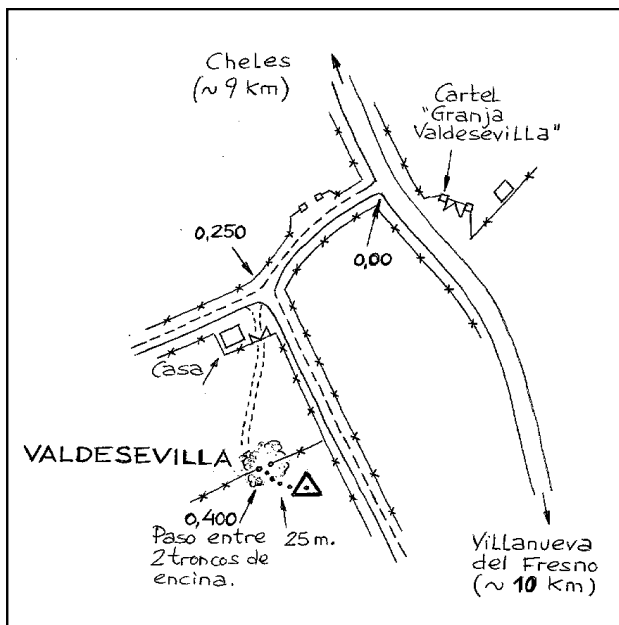 Cheles
(~ 9 Km)
Cartel
"Granja
Valdesevilla"
0,250
0,00
Casa
VALDESEVILLA
0,400
Paso entre
2 troncos de
encina.
25 m.
Villanueva
del Fresno
(~ 10 Km)